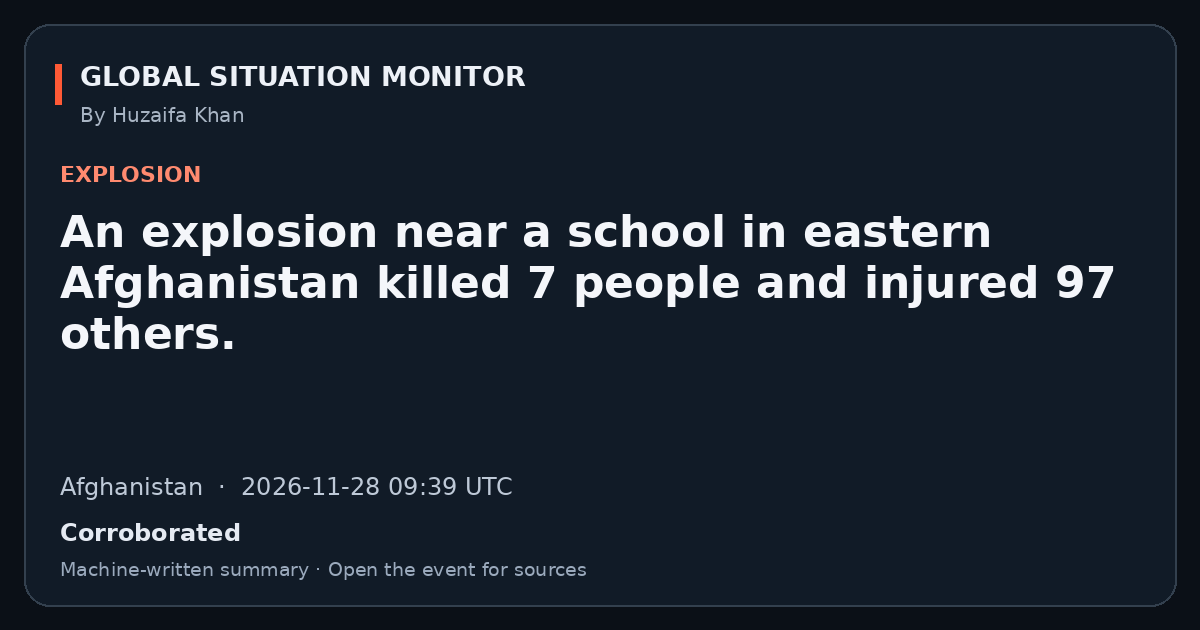 GLOBAL SITUATION MONITOR
By Huzaifa Khan
EXPLOSION
An explosion near a school in eastern
Afghanistan killed 7 people and injured 97
others.
Afghanistan · 2026-11-28 09:39 UTC
Corroborated
Machine-written summary · Open the event for sources